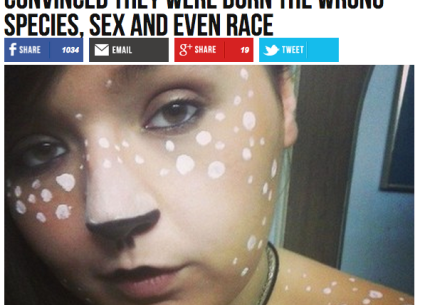 CONVINCED THEY WERE BORN THE WRONG
SPECIES, SEX AND EVEN RACE
SHARE 1034 EMAIL SHARE 19 TWEET